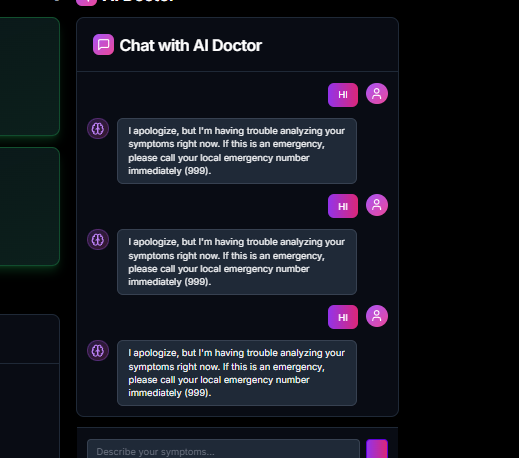 Chat with AI Doctor
HI
I apologize, but I'm having trouble analyzing your
symptoms right now. If this is an emergency,
please call your local emergency number
immediately (999).
HI
I apologize, but I'm having trouble analyzing your
symptoms right now. If this is an emergency,
please call your local emergency number
immediately (999).
HI
I apologize, but I'm having trouble analyzing your
symptoms right now. If this is an emergency,
please call your local emergency number
immediately (999).
Describe your symptoms...